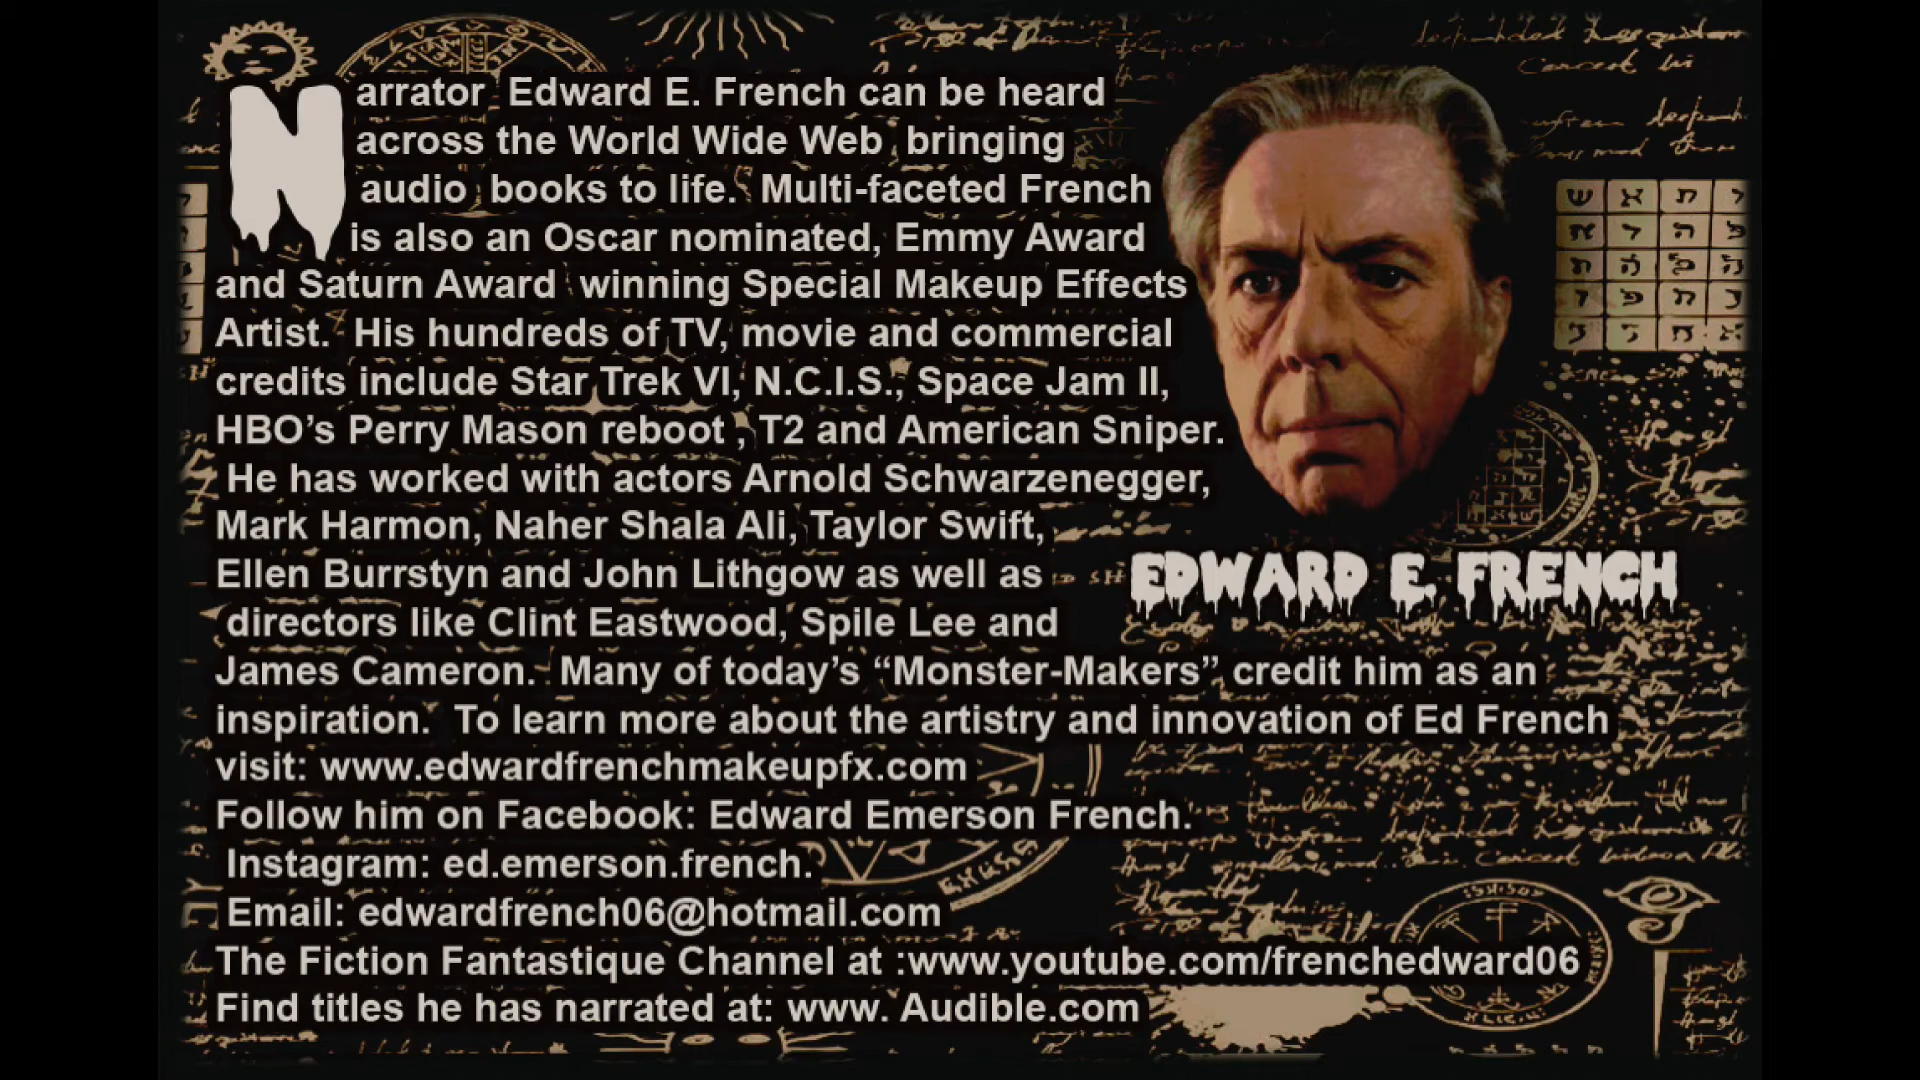 Narrator Edward E. French can be heard
across the World Wide Web bringing
audio books to life. Multi-faceted French
is also an Oscar nominated, Emmy Award
and Saturn Award winning Special Makeup Effects
Artist. His hundreds of TV, movie and commercial
credits include Star Trek VI, N.C.I.S., Space Jam II,
HBO’s Perry Mason reboot , T2 and American Sniper.
He has worked with actors Arnold Schwarzenegger,
Mark Harmon, Naher Shala Ali, Taylor Swift,
Ellen Burrstyn and John Lithgow as well as
directors like Clint Eastwood, Spile Lee and
James Cameron. Many of today’s “Monster-Makers” credit him as an
inspiration. To learn more about the artistry and innovation of Ed French
visit: www.edwardfrenchmakeupfx.com
Follow him on Facebook: Edward Emerson French.
Instagram: ed.emerson.french.
Email: edwardfrench06@hotmail.com
The Fiction Fantastique Channel at :www.youtube.com/frenchedward06
Find titles he has narrated at: www. Audible.com
EDWARD E. FRENCH